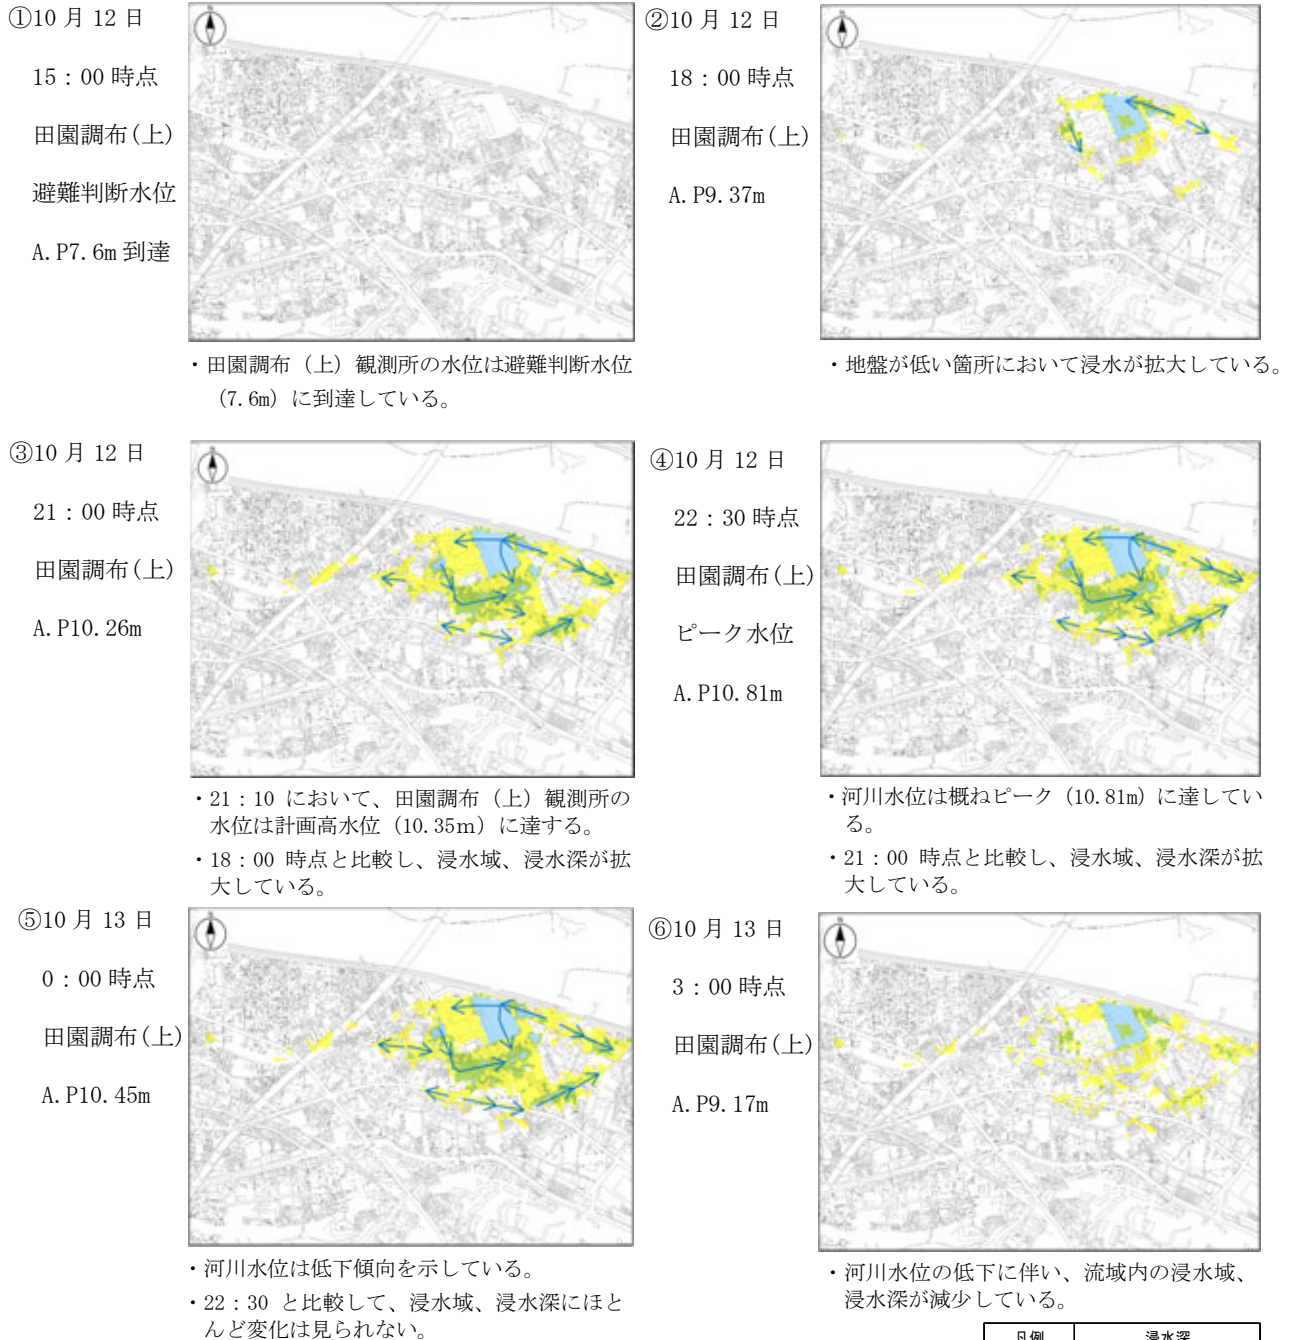 ①10 月 12 日
15：00 時点
田園調布(上)
避難判断水位
A.P7.6m 到達
・田園調布（上）観測所の水位は避難判断水位
（7.6m）に到達している。
②10 月 12 日
18：00 時点
田園調布(上)
A.P9.37m
・地盤が低い箇所において浸水が拡大している。
③10 月 12 日
21：00 時点
田園調布(上)
A.P10.26m
・21：10 において、田園調布（上）観測所の
水位は計画高水位（10.35ｍ）に達する。
・18：00 時点と比較し、浸水域、浸水深が拡
大している。
④10 月 12 日
22：30 時点
田園調布(上)
ピーク水位
A.P10.81m
・河川水位は概ねピーク（10.81m）に達してい
る。
・21：00 時点と比較し、浸水域、浸水深が拡
大している。
⑤10 月 13 日
0：00 時点
田園調布(上)
A.P10.45m
・河川水位は低下傾向を示している。
・22：30 と比較して、浸水域、浸水深にほと
んど変化は見られない。
⑥10 月 13 日
3：00 時点
田園調布(上)
A.P9.17m
・河川水位の低下に伴い、流域内の浸水域、
浸水深が減少している。
凡例 浸水深